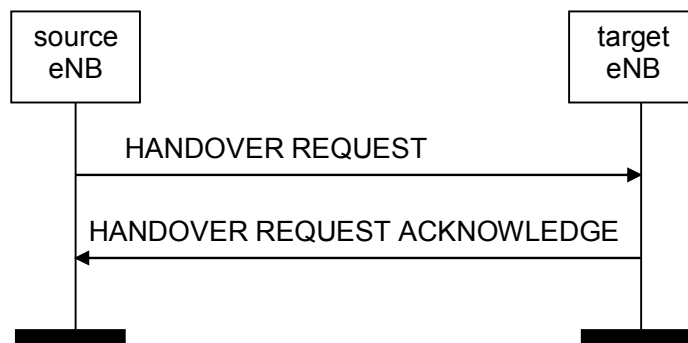 source
eNB
target
eNB
HANDOVER REQUEST
HANDOVER REQUEST ACKNOWLEDGE